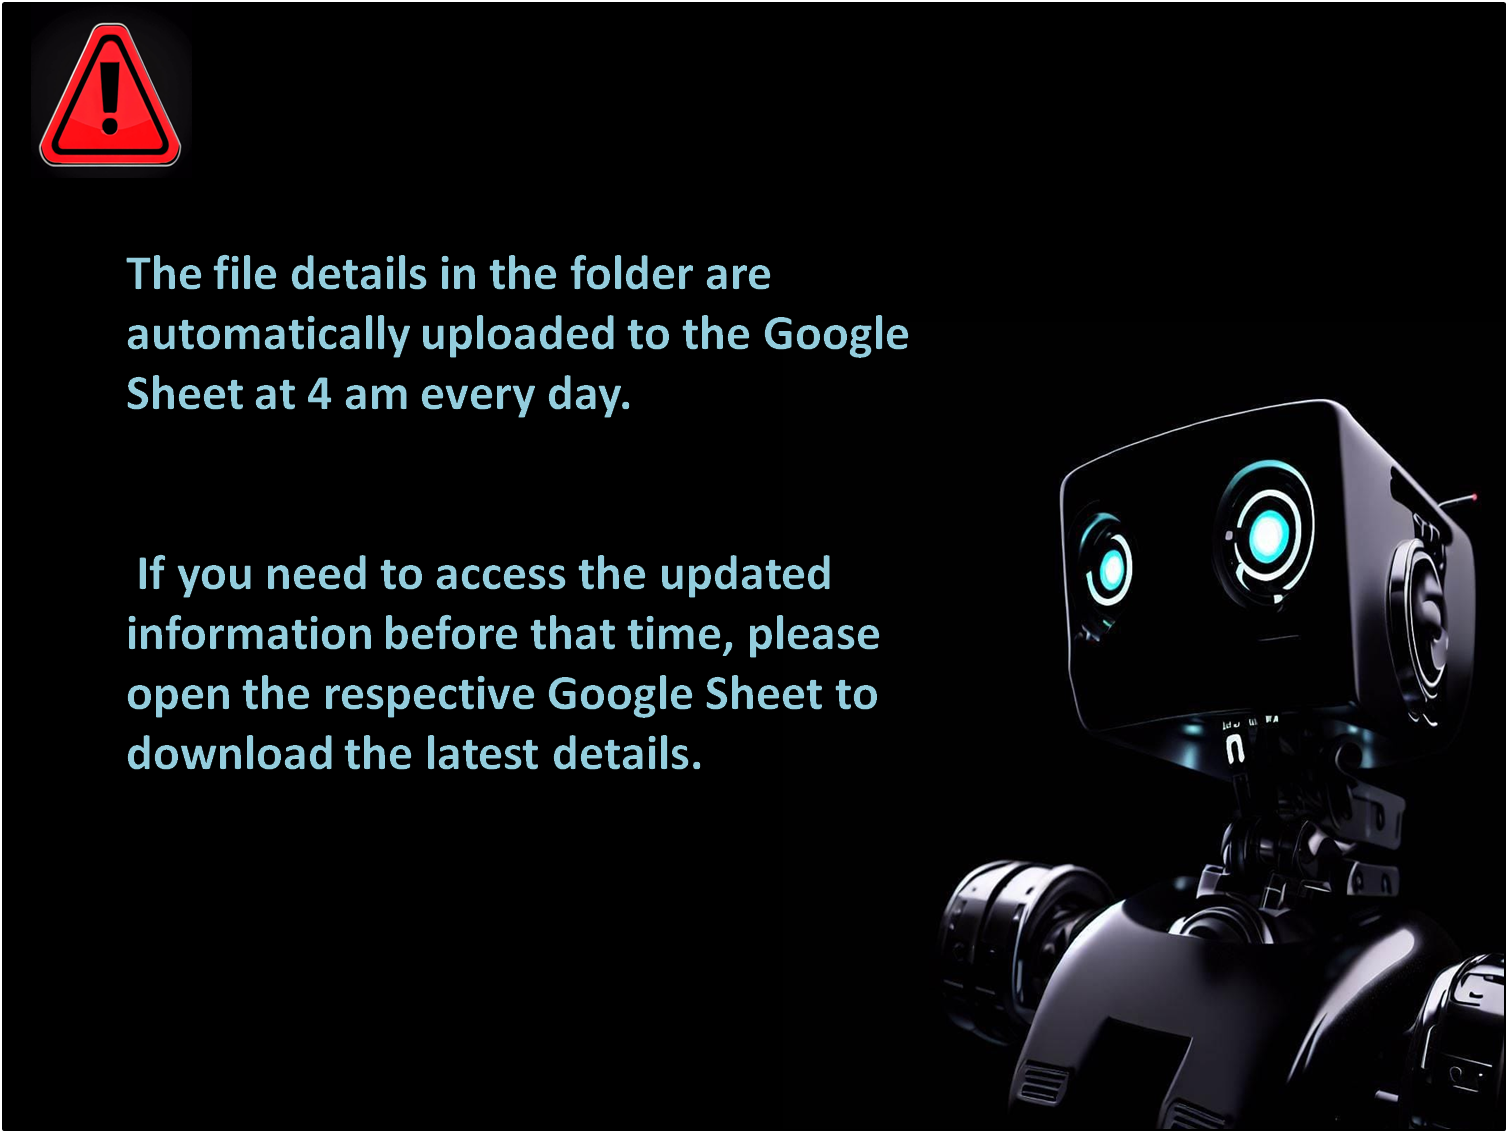 The file details in the folder are
automatically uploaded to the Google
Sheet at 4 am every day.
If you need to access the updated
information before that time, please
open the respective Google Sheet to
download the latest details.